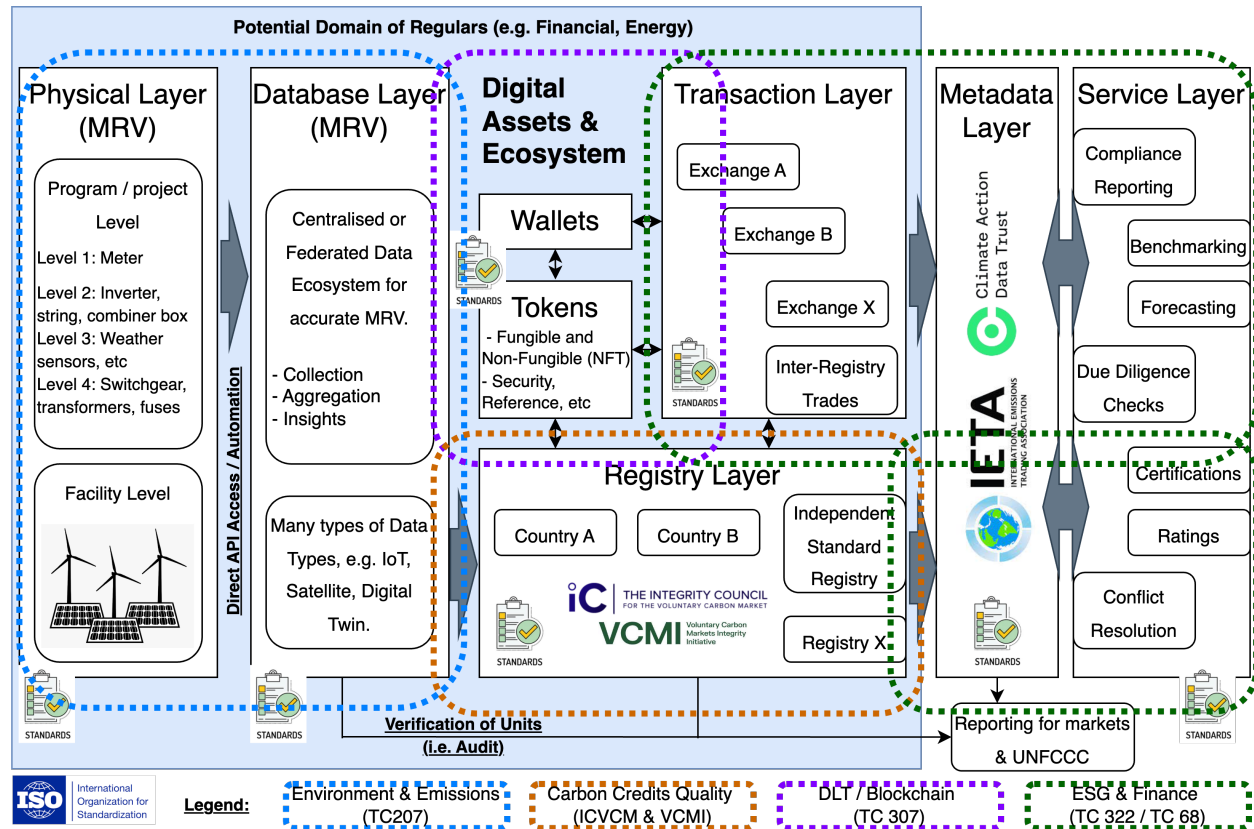 Potential Domain of Regulars (e.g. Financial, Energy)
Physical Layer
(MRV)
Program / project
Level
Level 1: Meter
Level 2: Inverter,
string, combiner box
Level 3: Weather
sensors, etc
Level 4: Switchgear,
transformers, fuses
Facility Level
STANDARDS
Direct API Access / Automation
Database Layer
(MRV)
Centralised or
Federated Data
Ecosystem for
accurate MRV.
- Collection
- Aggregation
- Insights
Many types of Data
Types, e.g. IoT,
Satellite, Digital
Twin.
STANDARDS
Digital
Assets &
Ecosystem
Wallets
STANDARDS
Tokens
- Fungible and
Non-Fungible (NFT)
- Security,
Reference, etc
Transaction Layer
Exchange A
Exchange B
Exchange X
Inter-Registry
Trades
STANDARDS
Registry Layer
Country A
Country B
Independent
Standard
Registry
Registry X
iC THE INTEGRITY COUNCIL
FOR THE VOLUNTARY CARBON MARKET
VCMI Voluntary Carbon
Markets Integrity
Initiative
STANDARDS
Metadata
Layer
Climate Action
Data Trust
IETA
INTERNATIONAL EMISSIONS
TRADING ASSOCIATION
STANDARDS
Service Layer
Compliance
Reporting
Benchmarking
Forecasting
Due Diligence
Checks
Certifications
Ratings
Conflict
Resolution
STANDARDS
Verification of Units
(i.e. Audit)
Reporting for markets
& UNFCCC
ISO
International
Organization for
Standardization
Legend:
Environment & Emissions
(TC207)
Carbon Credits Quality
(ICVCM & VCMI)
DLT / Blockchain
(TC 307)
ESG & Finance
(TC 322 / TC 68)